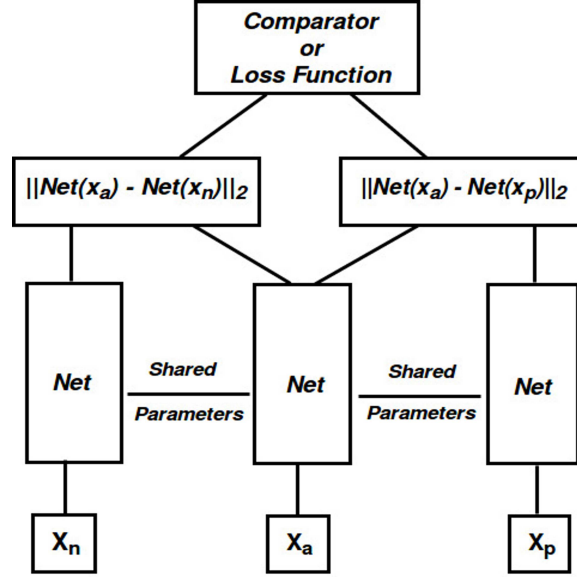 Comparator
or
Loss Function
||Net(xₐ) - Net(xₙ)||₂
||Net(xₐ) - Net(xₚ)||₂
Net
Shared
Parameters
Net
Shared
Parameters
Net
Xₙ
Xₐ
Xₚ